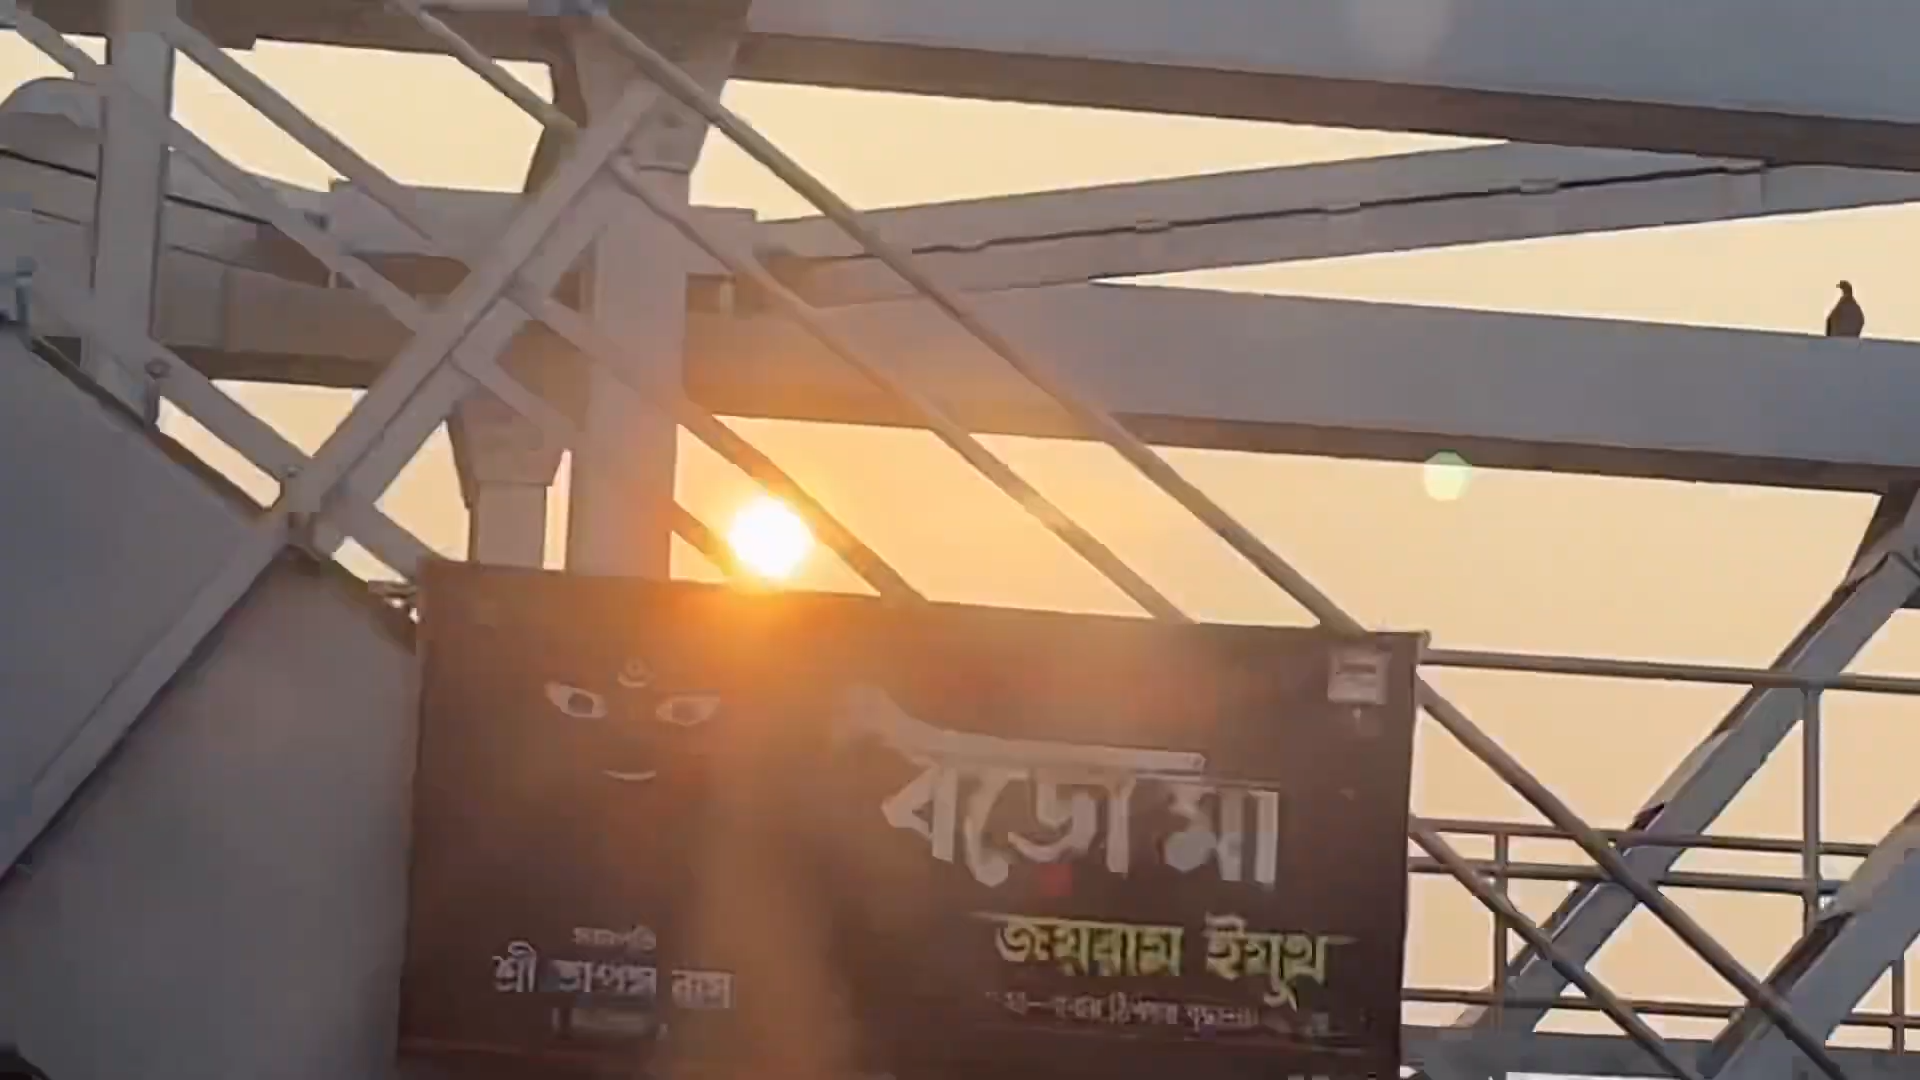 বড়ো মা
জয়রাম ইয়ুথ
সভাপতি
শ্রী তাপস দাস